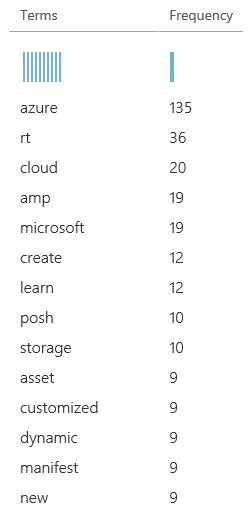 Terms Frequency
azure 135
rt 36
cloud 20
amp 19
microsoft 19
create 12
learn 12
posh 10
storage 10
asset 9
customized 9
dynamic 9
manifest 9
new 9